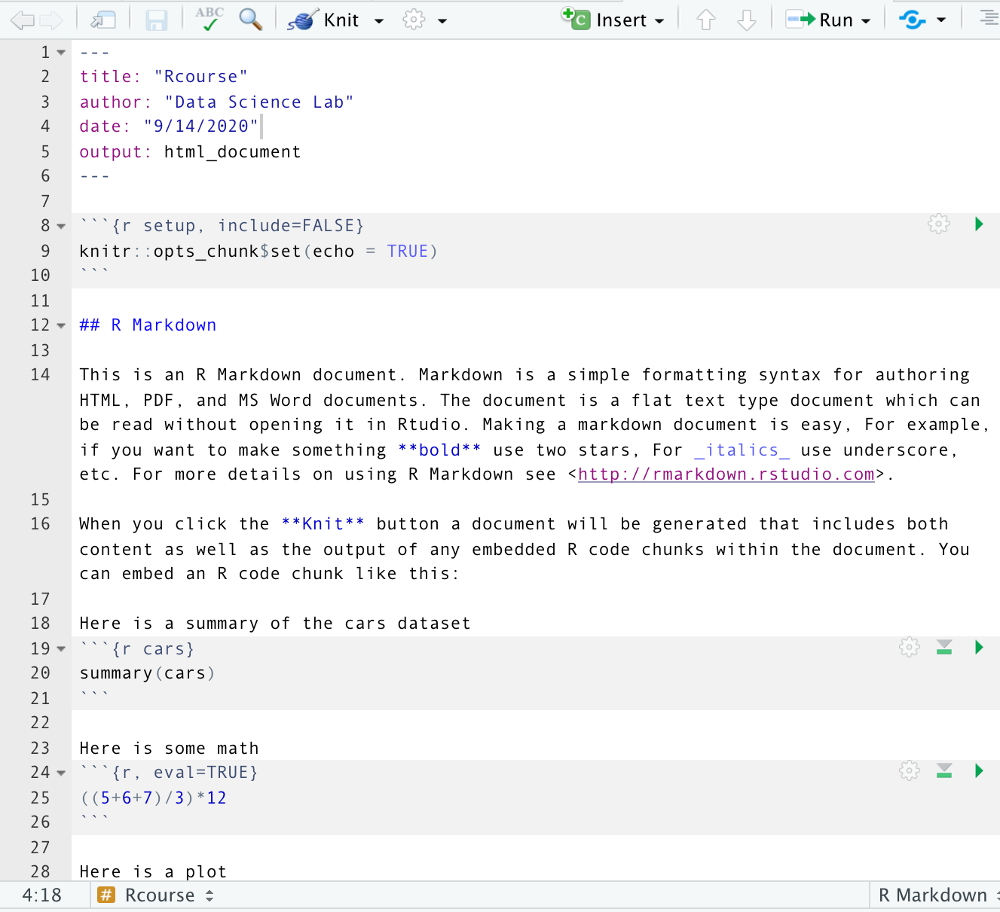 ABC Knit Insert Run
1 ---
2 title: "Rcourse"
3 author: "Data Science Lab"
4 date: "9/14/2020"
5 output: html_document
6 ---
7
8 ```{r setup, include=FALSE}
9 knitr::opts_chunk$set(echo = TRUE)
10 ```
11
12 ## R Markdown
13
14 This is an R Markdown document. Markdown is a simple formatting syntax for authoring
HTML, PDF, and MS Word documents. The document is a flat text type document which can
be read without opening it in Rtudio. Making a markdown document is easy, For example,
if you want to make something **bold** use two stars, For _italics_ use underscore,
etc. For more details on using R Markdown see <http://rmarkdown.rstudio.com>.
15
16 When you click the **Knit** button a document will be generated that includes both
content as well as the output of any embedded R code chunks within the document. You
can embed an R code chunk like this:
17
18 Here is a summary of the cars dataset
19 ```{r cars}
20 summary(cars)
21 ```
22
23 Here is some math
24 ```{r, eval=TRUE}
25 ((5+6+7)/3)*12
26 ```
27
28 Here is a plot
4:18 # Rcourse R Markdown